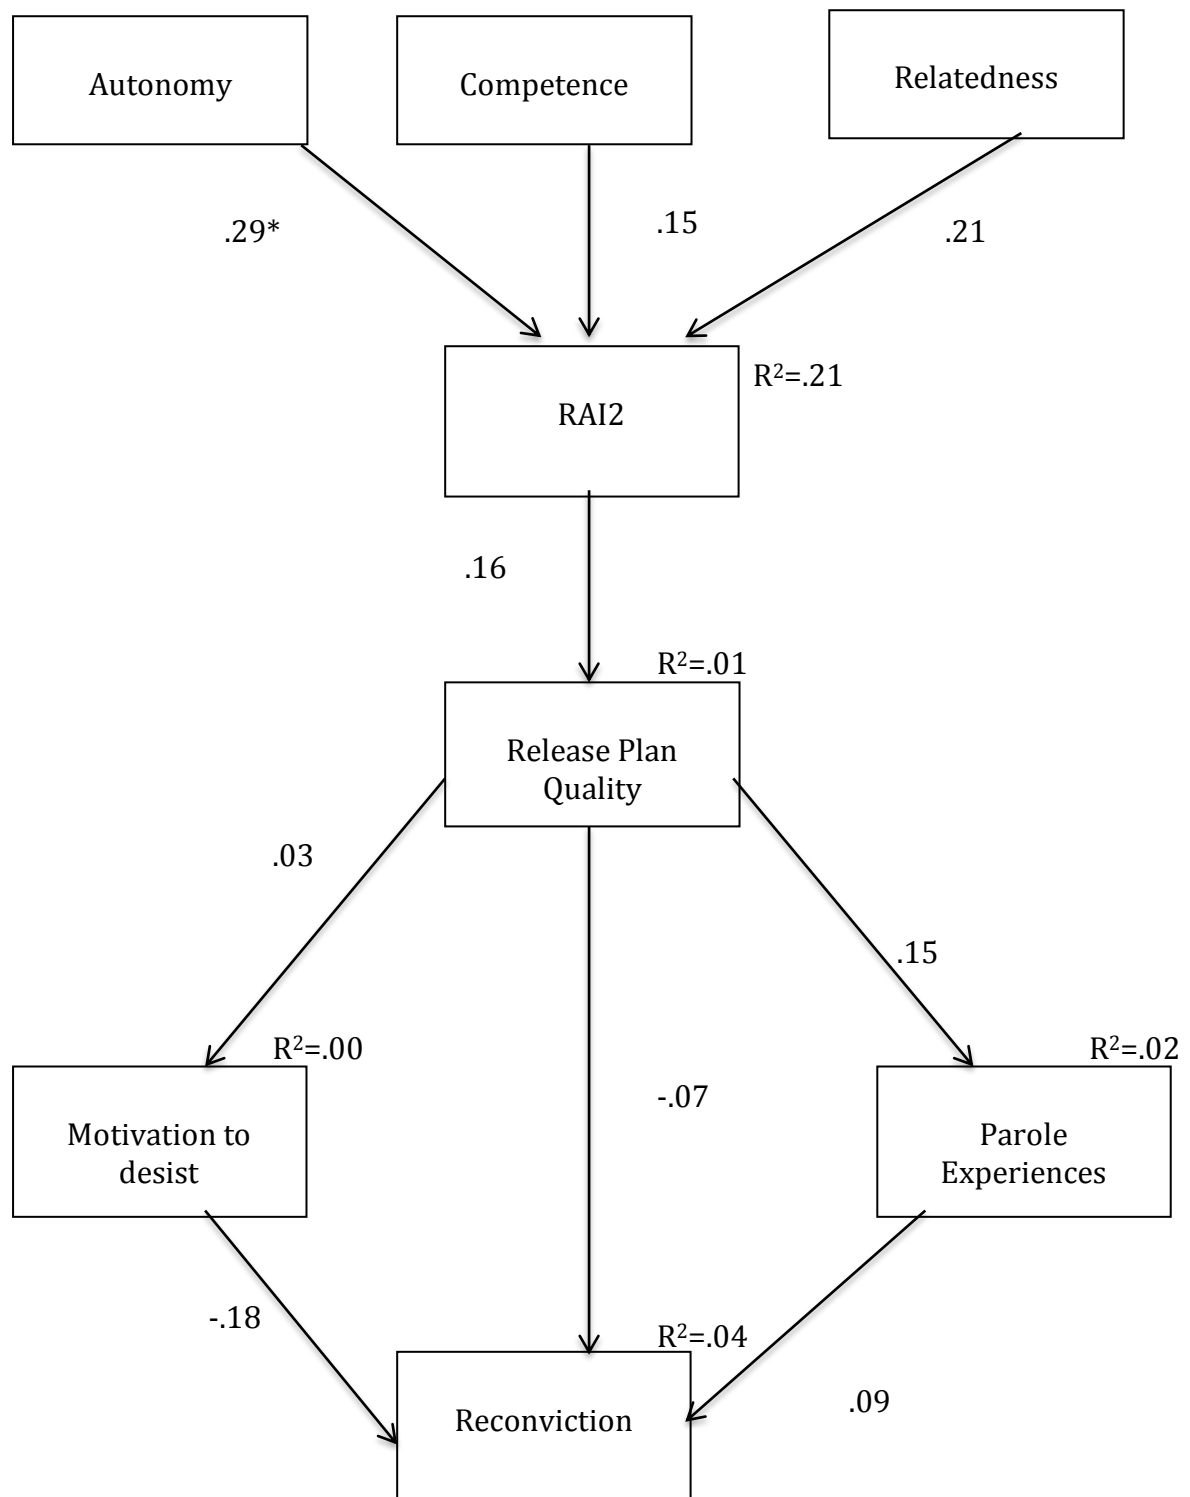 Autonomy
Competence
Relatedness
.29*
.15
.21
RAI2
R²=.21
.16
R²=.01
Release Plan
Quality
.03
.15
R²=.00
R²=.02
-.07
Motivation to
desist
Parole
Experiences
-.18
R²=.04
.09
Reconviction